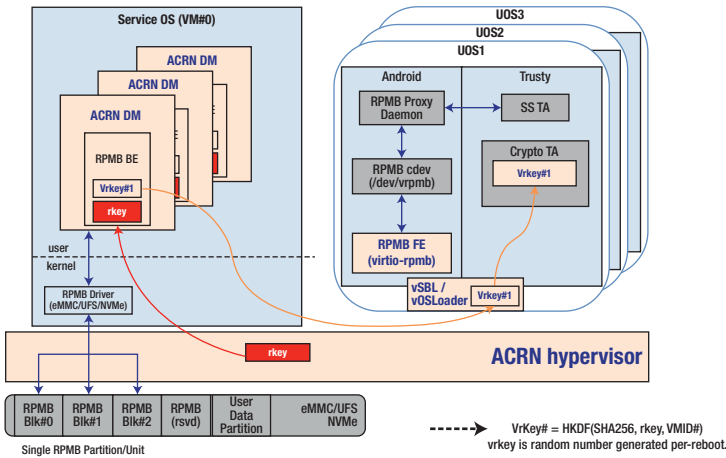 Service OS (VM#0)
ACRN DM
ACRN DM
ACRN DM
E
E
RPMB BE
Vrkey#1
rkey
user
kernel
RPMB Driver
(eMMC/UFS/NVMe)
UOS3
UOS2
UOS1
Android
Trusty
RPMB Proxy
Daemon
SS TA
Crypto TA
Vrkey#1
RPMB cdev
(/dev/vrpmb)
RPMB FE
(virtio-rpmb)
vSBL /
vOSLoader
Vrkey#1
rkey
ACRN hypervisor
RPMB
Blk#0
RPMB
Blk#1
RPMB
Blk#2
RPMB
(rsvd)
User
Data
Partition
eMMC/UFS
NVMe
Single RPMB Partition/Unit
VrKey# = HKDF(SHA256, rkey, VMID#)
vrkey is random number generated per-reboot.